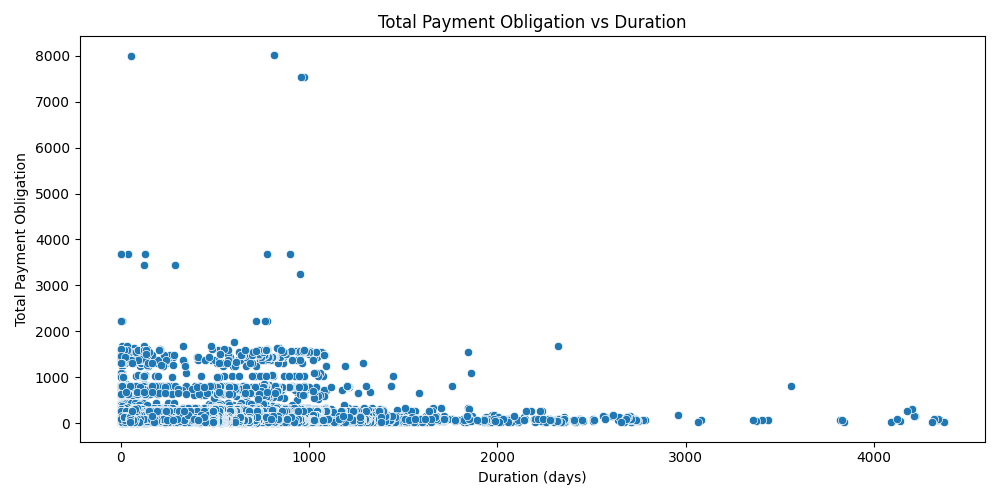 Total Payment Obligation vs Duration
Total Payment Obligation
8000
7000
6000
5000
4000
3000
2000
1000
0
0 1000 2000 3000 4000
Duration (days)